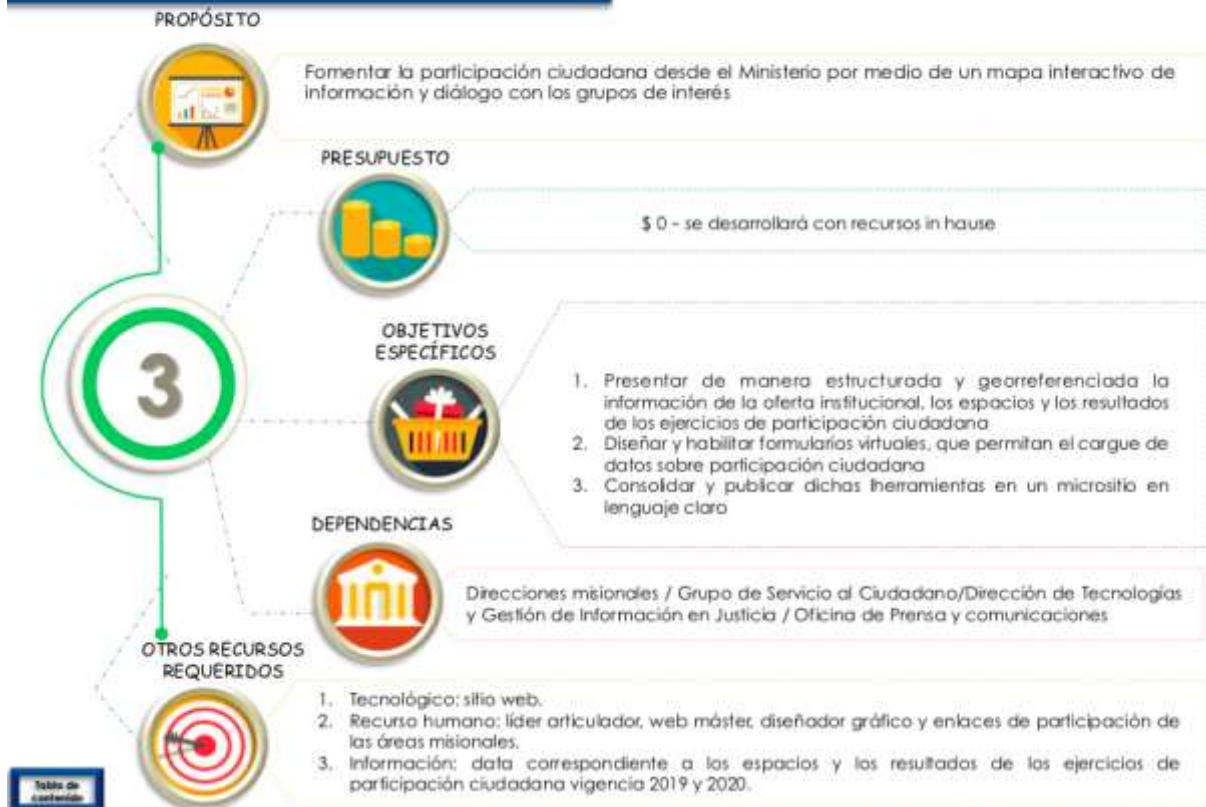 PROPÓSITO
Fomentar la participación ciudadana desde el Ministerio por medio de un mapa interactivo de
información y diálogo con los grupos de interés
PRESUPUESTO
$ 0 – se desarrollará con recursos in hause
3
OBJETIVOS
ESPECÍFICOS
1. Presentar de manera estructurada y georreferenciada la
información de la oferta institucional, los espacios y los resultados
de los ejercicios de participación ciudadana
2. Diseñar y habilitar formularios virtuales, que permitan el cargue de
datos sobre participación ciudadana
3. Consolidar y publicar dichas lherramientas en un micrositio en
lenguaje claro
DEPENDENCIAS
Direcciones misionales / Grupo de Servicio al Ciudadano/Dirección de Tecnologías
y Gestión de Información en Justicia / Oficina de Prensa y comunicaciones
OTROS RECURSOS
REQUERIDOS
1. Tecnológico: sitio web.
2. Recurso humano: líder articulador, web máster, diseñador gráfico y enlaces de participación de
las áreas misionales.
3. Información: data correspondiente a los espacios y los resultados de los ejercicios de
participación ciudadana vigencia 2019 y 2020.
Tabla de
contenido